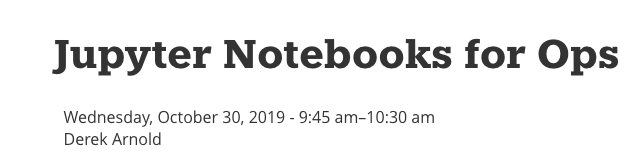 Jupyter Notebooks for Ops
Wednesday, October 30, 2019 - 9:45 am–10:30 am
Derek Arnold